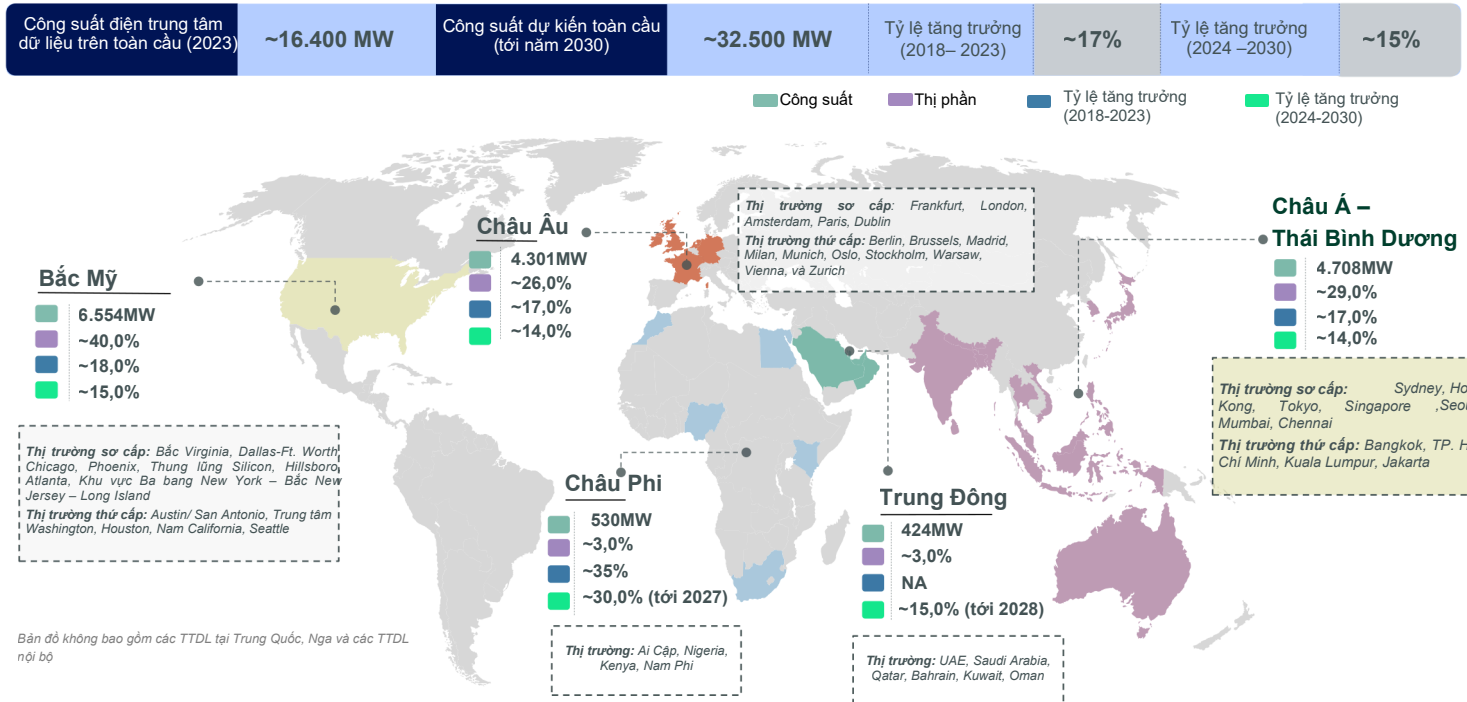 Công suất điện trung tâm
dữ liệu trên toàn cầu (2023)
~16.400 MW
Công suất dự kiến toàn cầu
(tới năm 2030)
~32.500 MW
Tỷ lệ tăng trưởng
(2018– 2023)
~17%
Tỷ lệ tăng trưởng
(2024 –2030)
~15%
Công suất
Thị phần
Tỷ lệ tăng trưởng
(2018-2023)
Tỷ lệ tăng trưởng
(2024-2030)
Bắc Mỹ
6.554MW
~40,0%
~18,0%
~15,0%
Thị trường sơ cấp: Bắc Virginia, Dallas-Ft. Worth
Chicago, Phoenix, Thung lũng Silicon, Hillsboro
Atlanta, Khu vực Ba bang New York – Bắc New
Jersey – Long Island
Thị trường thứ cấp: Austin/ San Antonio, Trung tâm
Washington, Houston, Nam California, Seattle
Châu Âu
4.301MW
~26,0%
~17,0%
~14,0%
Thị trường sơ cấp: Frankfurt, London,
Amsterdam, Paris, Dublin
Thị trường thứ cấp: Berlin, Brussels, Madrid,
Milan, Munich, Oslo, Stockholm, Warsaw,
Vienna, và Zurich
Châu Á –
Thái Bình Dương
4.708MW
~29,0%
~17,0%
~14,0%
Thị trường sơ cấp: Sydney, Ho
Kong, Tokyo, Singapore ,Seou
Mumbai, Chennai
Thị trường thứ cấp: Bangkok, TP. H
Chí Minh, Kuala Lumpur, Jakarta
Châu Phi
530MW
~3,0%
~35%
~30,0% (tới 2027)
Thị trường: Ai Cập, Nigeria,
Kenya, Nam Phi
Trung Đông
424MW
~3,0%
NA
~15,0% (tới 2028)
Thị trường: UAE, Saudi Arabia,
Qatar, Bahrain, Kuwait, Oman
Bản đồ không bao gồm các TTDL tại Trung Quốc, Nga và các TTDL
nội bộ